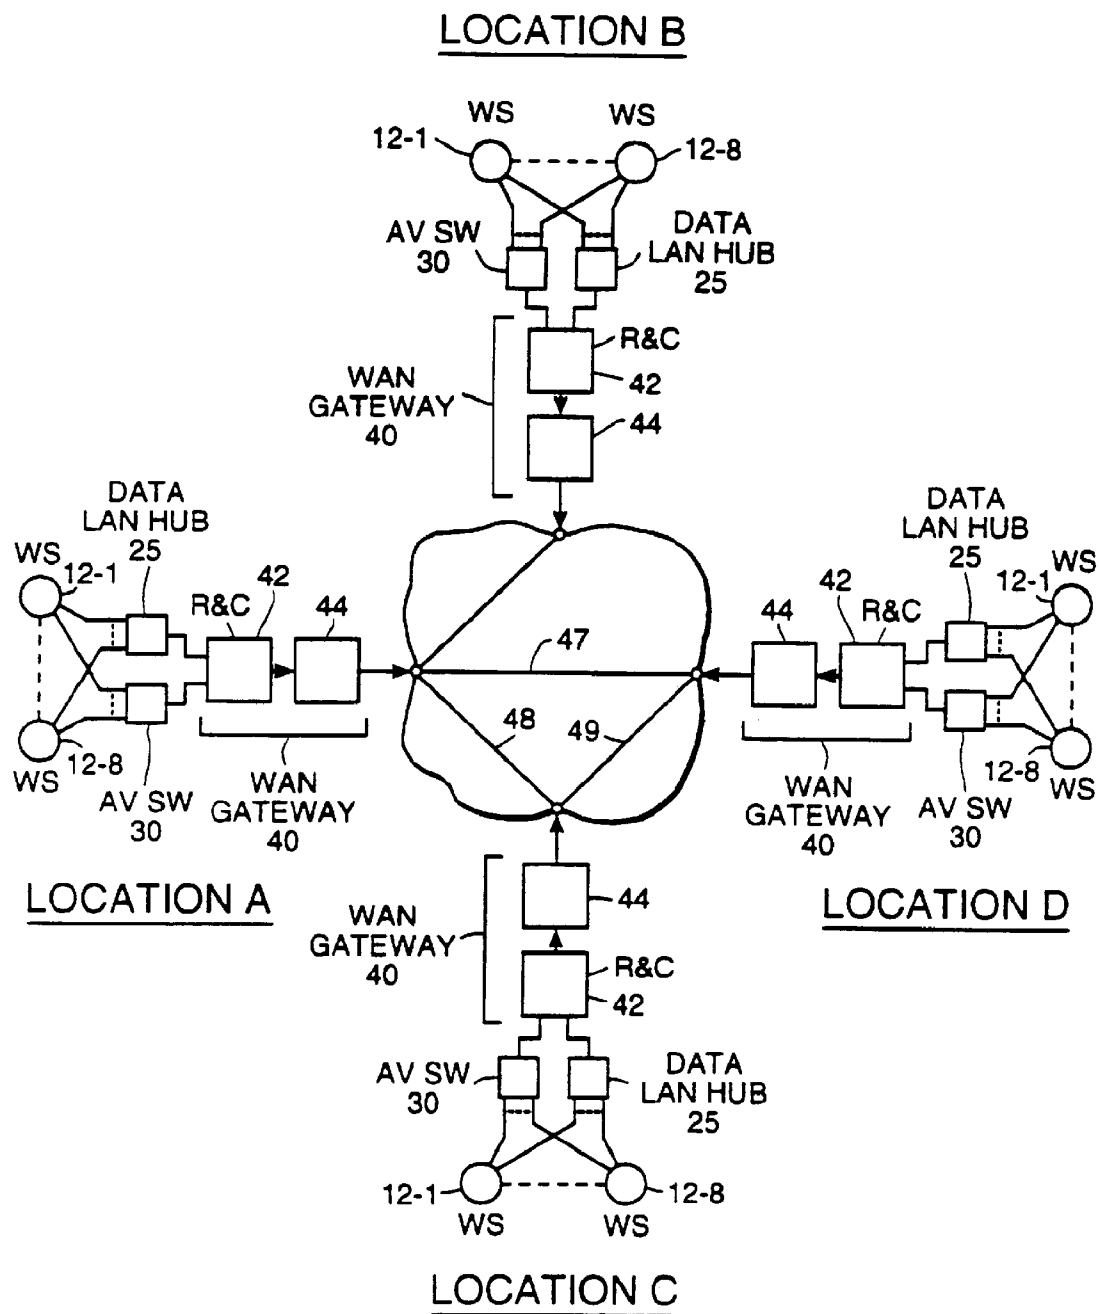 LOCATION B
WS
WS
12-1
12-8
AV SW
30
DATA
LAN HUB
25
R&C
42
WAN
GATEWAY
40
44
DATA
LAN HUB
25
WS
12-1
42
R&C
44
12-8
WS
AV SW
30
WAN
GATEWAY
40
LOCATION A
47
48
49
DATA
LAN HUB
25
WS
12-1
42
R&C
44
12-8
WS
AV SW
30
WAN
GATEWAY
40
LOCATION D
44
WAN
GATEWAY
40
R&C
42
AV SW
30
DATA
LAN HUB
25
12-1
12-8
WS
WS
LOCATION C